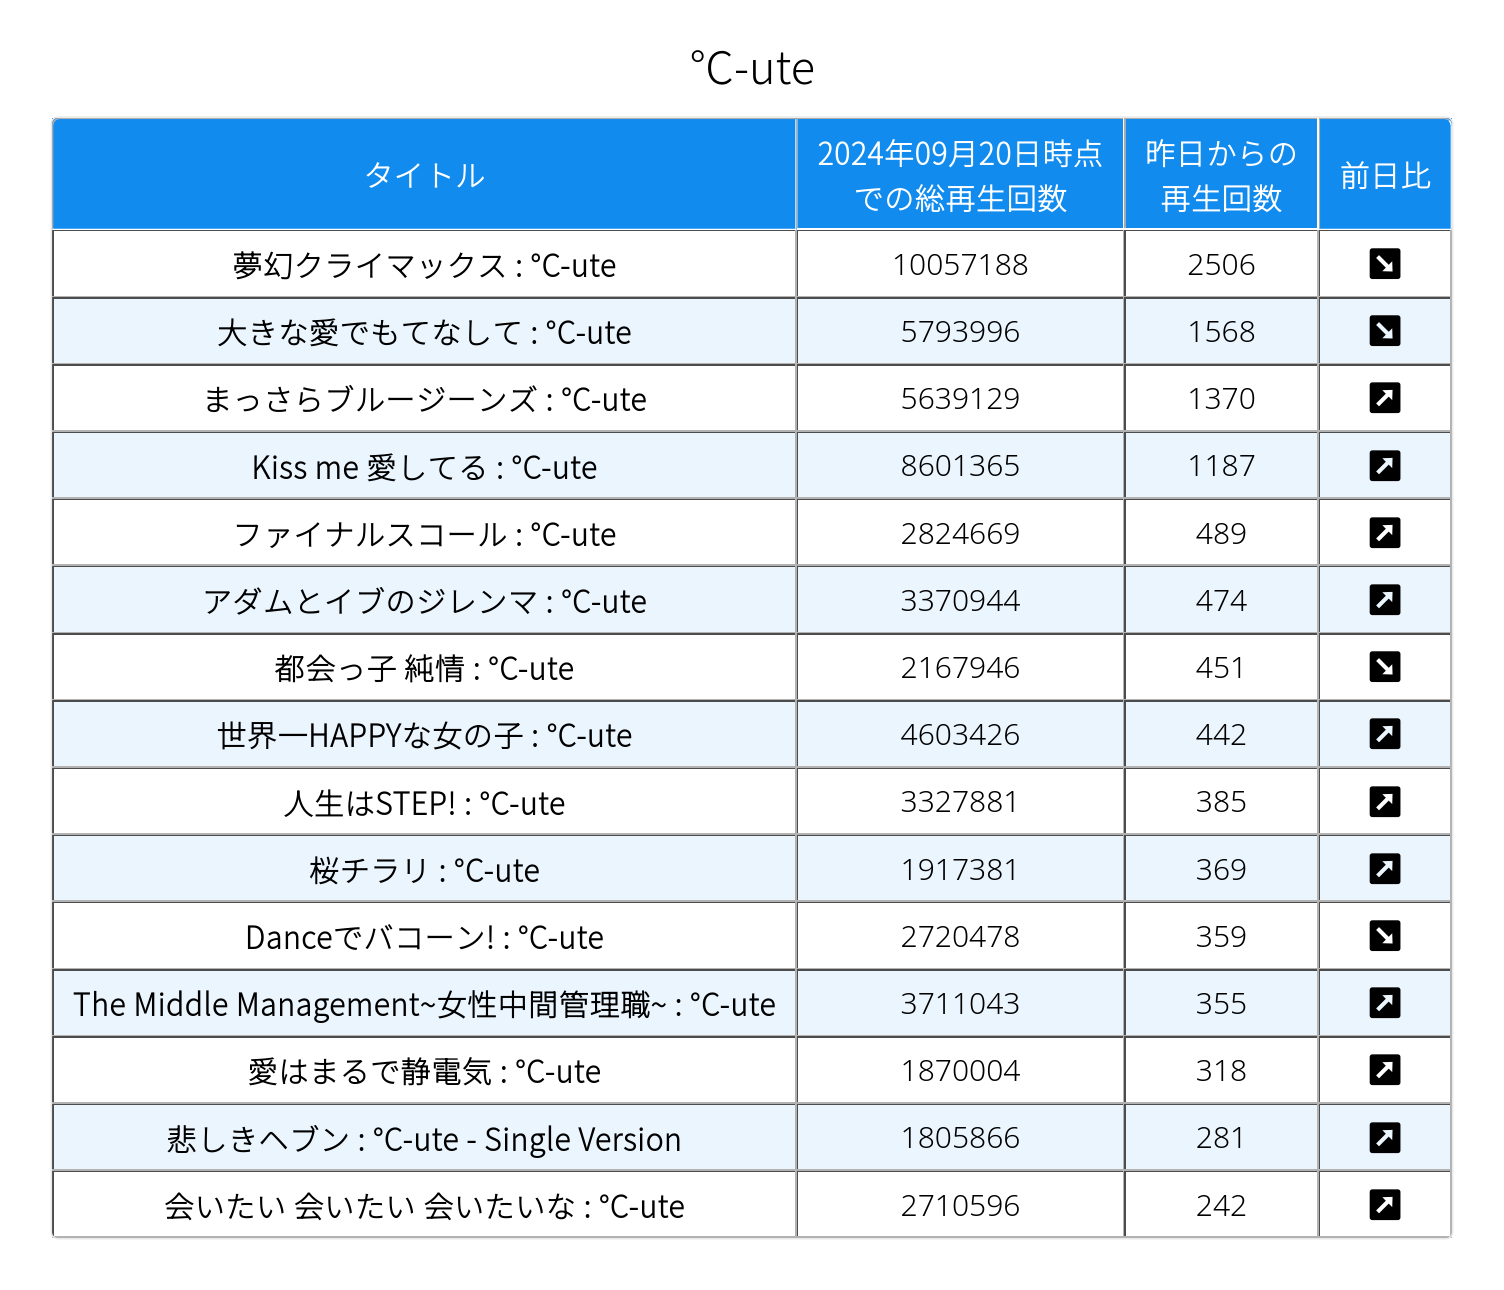 ℃-ute
タイトル 2024年09月20日時点での総再生回数 昨日からの再生回数 前日比
夢幻クライマックス : ℃-ute 10057188 2506 ↘
大きな愛でもてなして : ℃-ute 5793996 1568 ↘
まっさらブルージーンズ : ℃-ute 5639129 1370 ↗
Kiss me 愛してる : ℃-ute 8601365 1187 ↗
ファイナルスコール : ℃-ute 2824669 489 ↗
アダムとイブのジレンマ : ℃-ute 3370944 474 ↗
都会っ子 純情 : ℃-ute 2167946 451 ↘
世界一HAPPYな女の子 : ℃-ute 4603426 442 ↗
人生はSTEP! : ℃-ute 3327881 385 ↗
桜チラリ : ℃-ute 1917381 369 ↗
Danceでバコーン! : ℃-ute 2720478 359 ↘
The Middle Management~女性中間管理職~ : ℃-ute 3711043 355 ↗
愛はまるで静電気 : ℃-ute 1870004 318 ↗
悲しきヘブン : ℃-ute - Single Version 1805866 281 ↗
会いたい 会いたい 会いたいな : ℃-ute 2710596 242 ↗